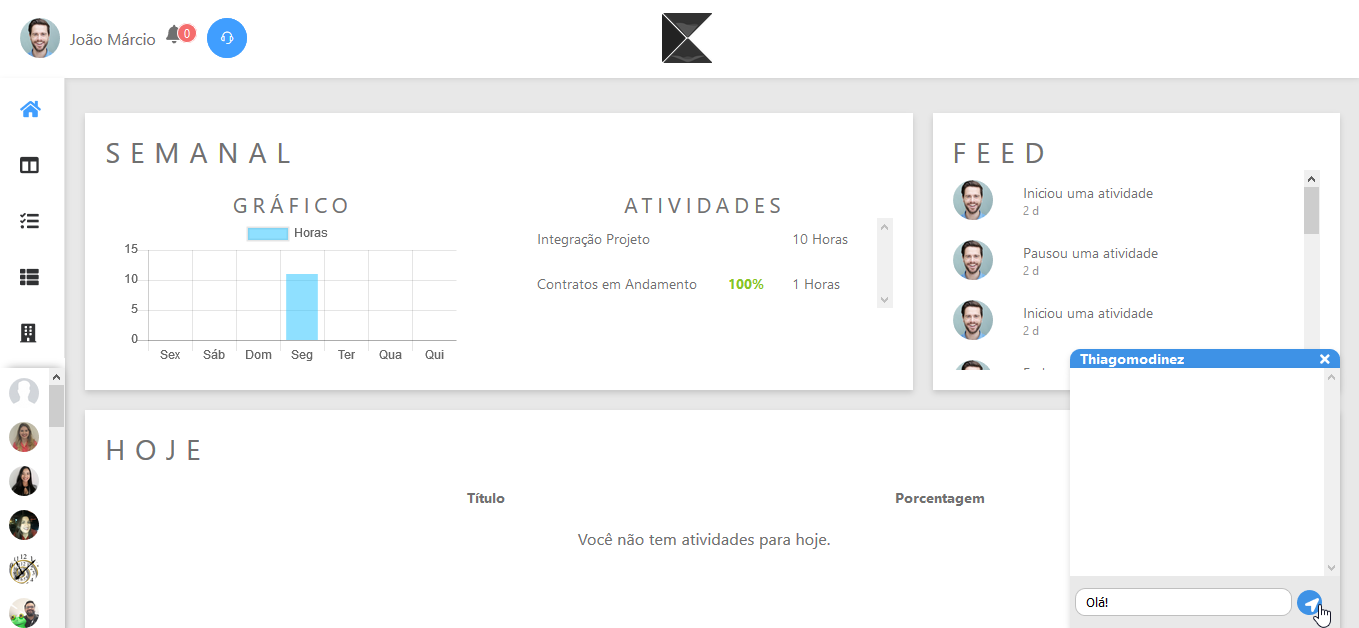 João Márcio
0
SEMANAL
GRÁFICO
Horas
15
10
5
0
Sex Sáb Dom Seg Ter Qua Qui
ATIVIDADES
Integração Projeto 10 Horas
Contratos em Andamento 100% 1 Horas
FEED
Iniciou uma atividade
2 d
Pausou uma atividade
2 d
Iniciou uma atividade
2 d
HOJE
Título Porcentagem
Você não tem atividades para hoje.
Thiagomodinez
Olá!